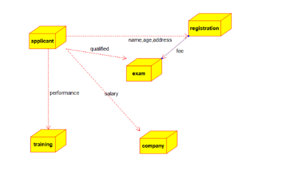 registration
applicant
name,age,address
qualified
fee
exam
performance
salary
training
company